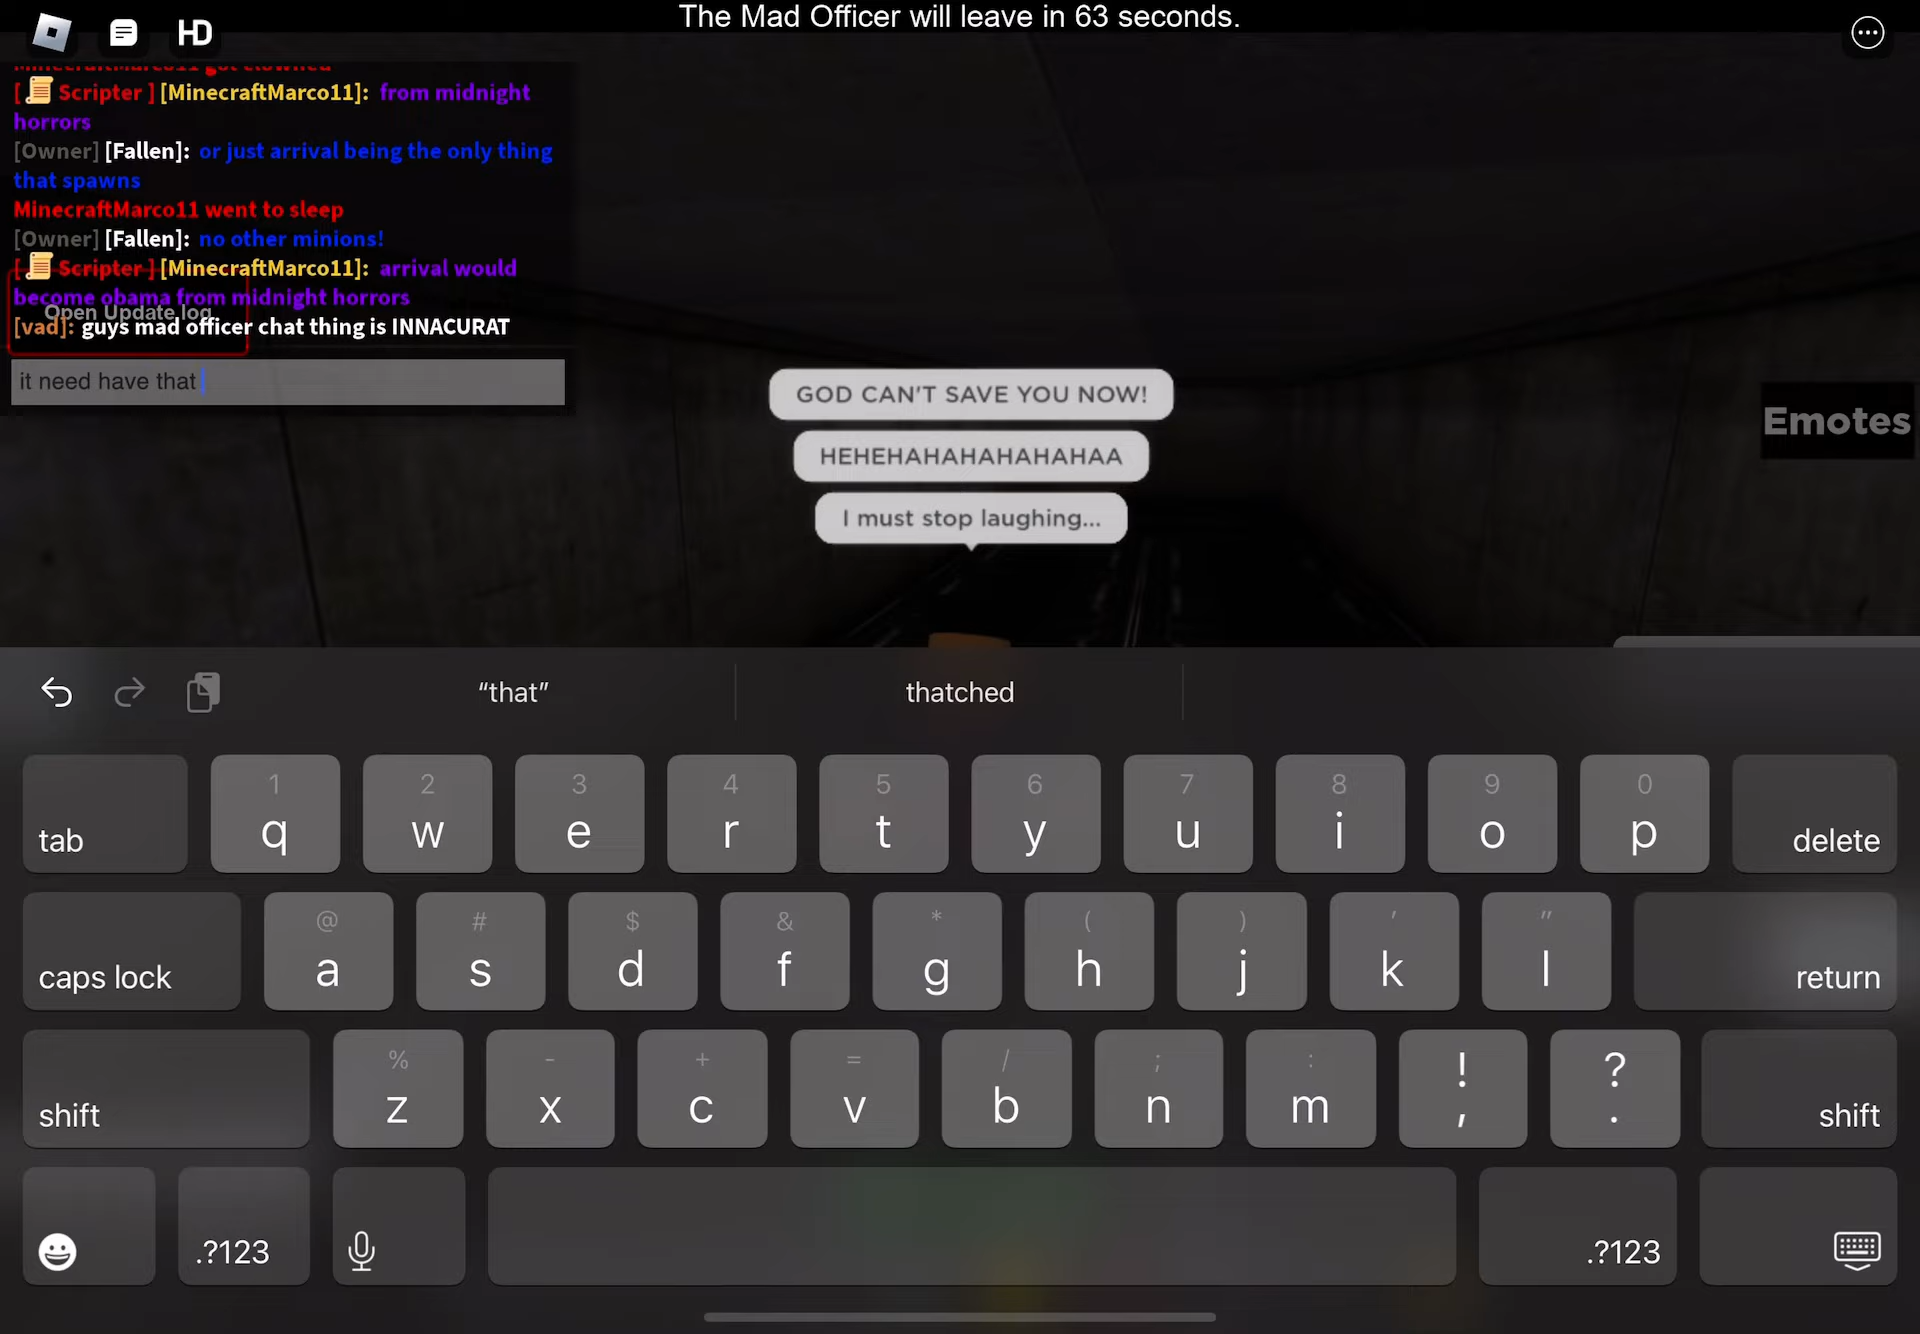 The Mad Officer will leave in 63 seconds.
HD
MinecraftMarco11 got clowned
[📜 Scripter ] [MinecraftMarco11]: from midnight
horrors
[Owner] [Fallen]: or just arrival being the only thing
that spawns
MinecraftMarco11 went to sleep
[Owner] [Fallen]: no other minions!
[📜 Scripter ] [MinecraftMarco11]: arrival would
become obama from midnight horrors
Open Update log
[vad]: guys mad officer chat thing is INNACURAT
it need have that
GOD CAN'T SAVE YOU NOW!
HEHEHAHAHAHAHAHAA
I must stop laughing...
Emotes
“that” thatched
1 2 3 4 5 6 7 8 9 0
tab q w e r t y u i o p delete
@ # $ & * ( ) ' "
caps lock a s d f g h j k l return
% - + = / ; : ! ?
shift z x c v b n m , . shift
.?123 .?123